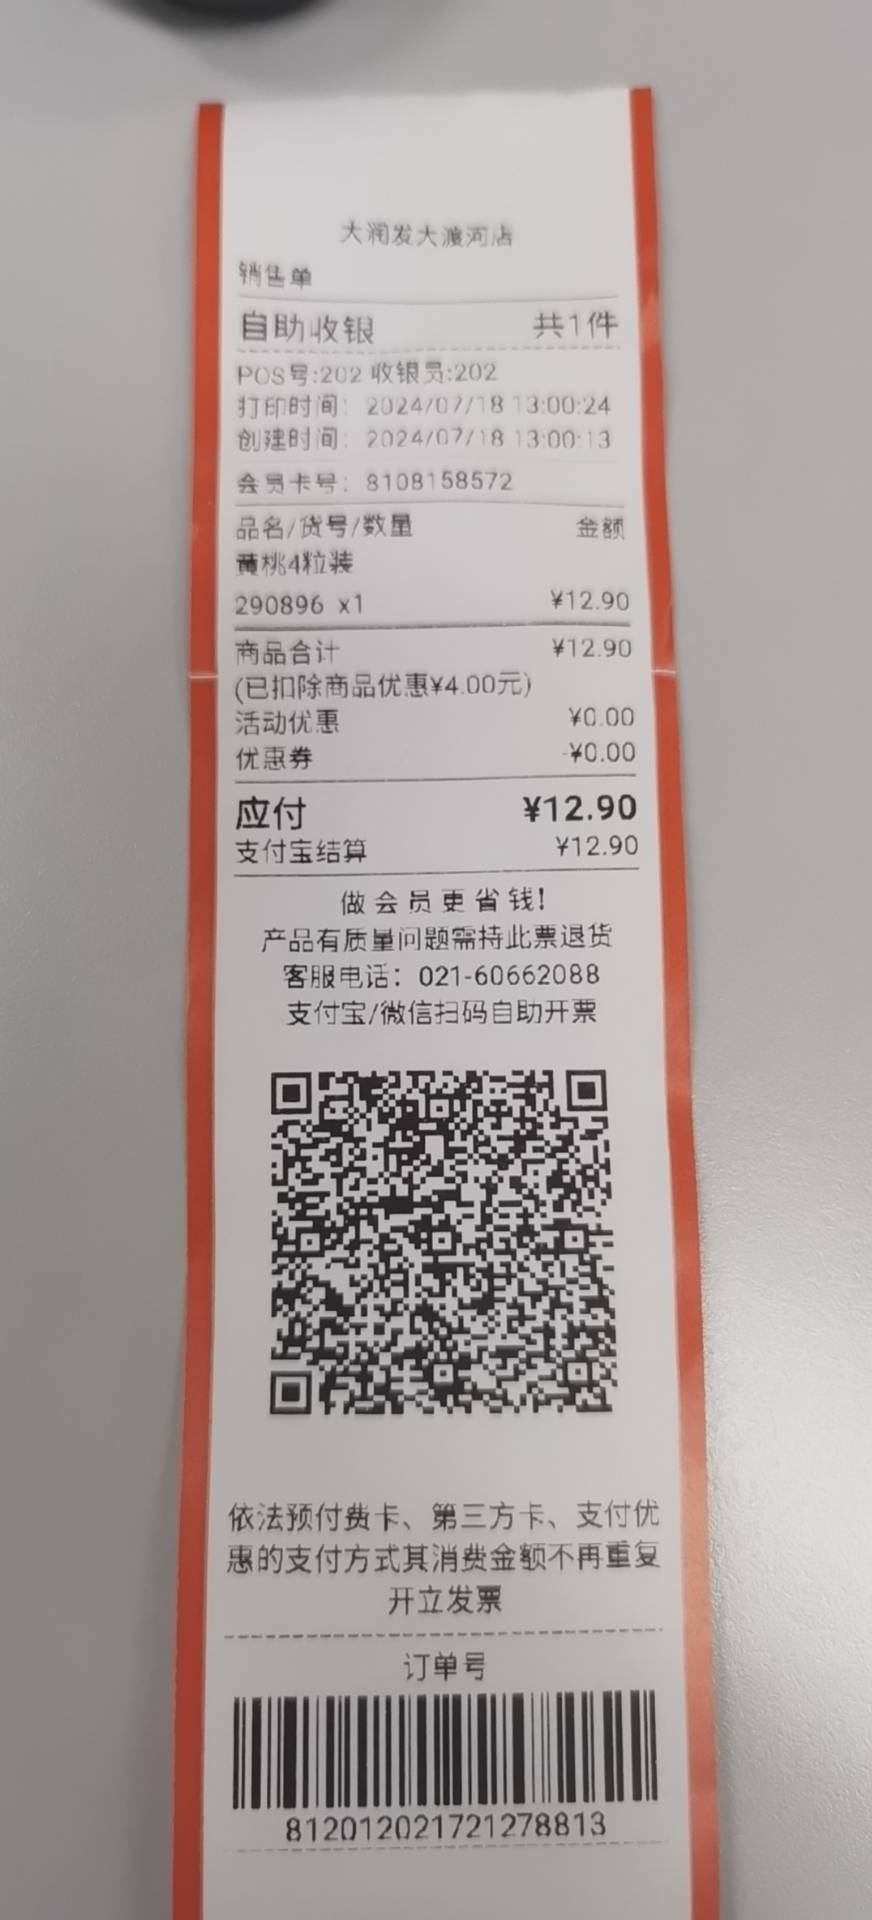 大润发大渡河店
销售单
自助收银 共1件
POS号:202 收银员:202
打印时间: 2024/07/18 13:00:24
创建时间: 2024/07/18 13:00:13
会员卡号: 8108158572
品名/货号/数量 金额
黄桃4粒装
290896 x1 ¥12.90
商品合计 ¥12.90
(已扣除商品优惠¥4.00元)
活动优惠 ¥0.00
优惠券 -¥0.00
应付 ¥12.90
支付宝结算 ¥12.90
做会员更省钱!
产品有质量问题需持此票退货
客服电话: 021-60662088
支付宝/微信扫码自助开票
依法预付费卡、第三方卡、支付优
惠的支付方式其消费金额不再重复
开立发票
订单号
812012021721278813